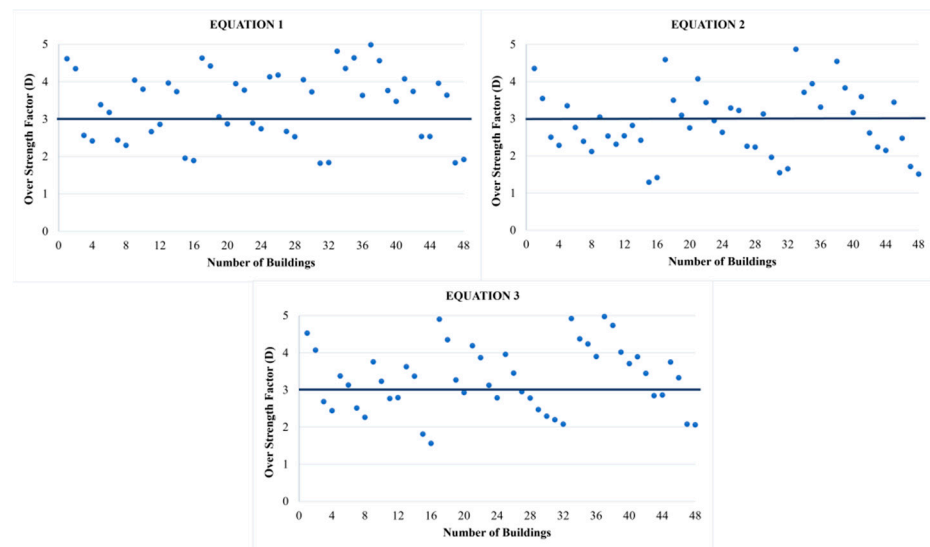 EQUATION 1
Over Strength Factor (D)
5
4
3
2
1
0
0 4 8 12 16 20 24 28 32 36 40 44 48
Number of Buildings
EQUATION 2
Over Strength Factor (D)
5
4
3
2
1
0
0 4 8 12 16 20 24 28 32 36 40 44 48
Number of Buildings
EQUATION 3
Over Strength Factor (D)
5
4
3
2
1
0
0 4 8 12 16 20 24 28 32 36 40 44 48
Number of Buildings